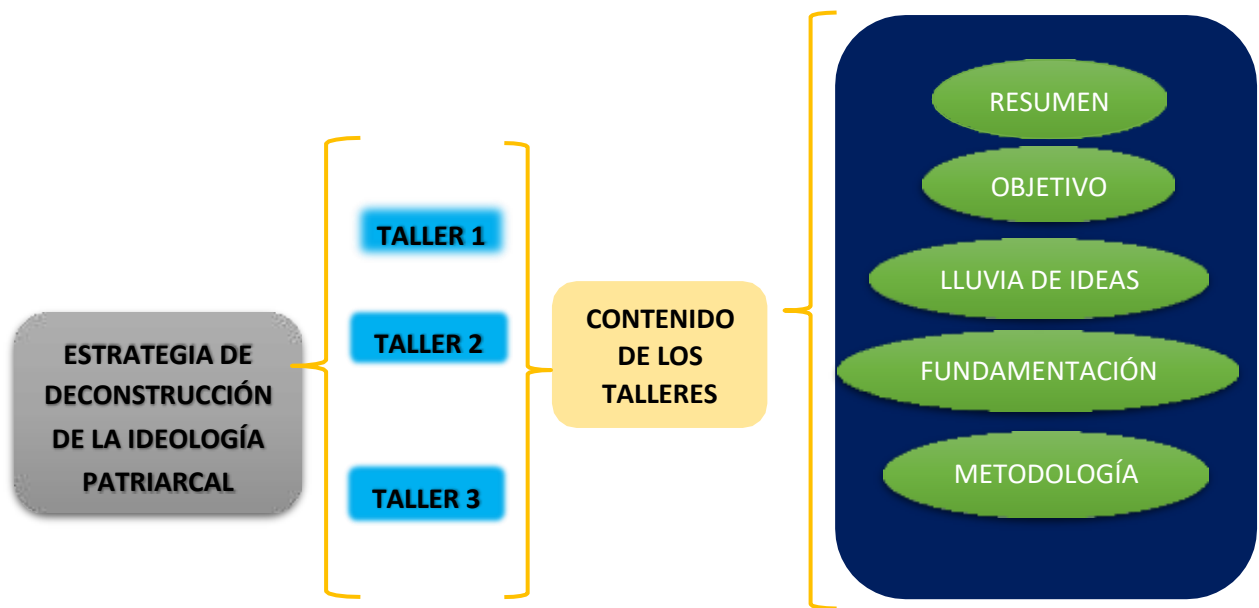 ESTRATEGIA DE
DECONSTRUCCIÓN
DE LA IDEOLOGÍA
PATRIARCAL
TALLER 1
TALLER 2
TALLER 3
CONTENIDO
DE LOS
TALLERES
RESUMEN
OBJETIVO
LLUVIA DE IDEAS
FUNDAMENTACIÓN
METODOLOGÍA